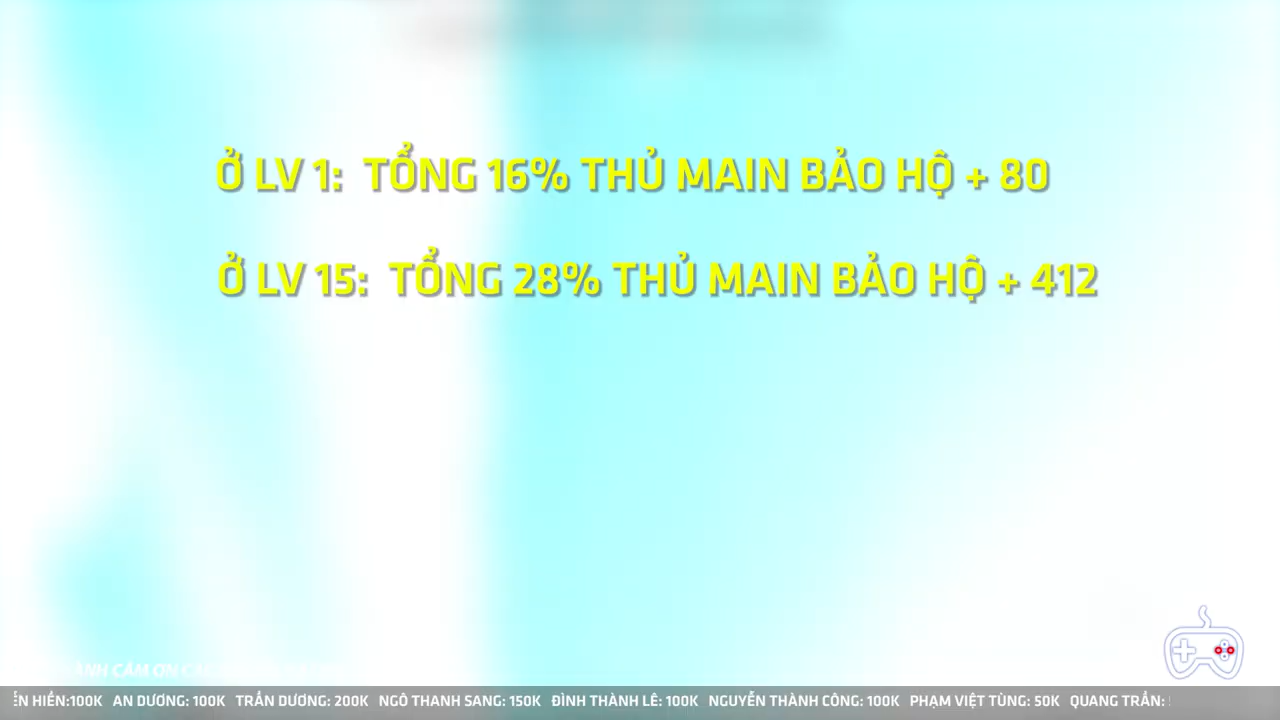 Ở LV 1: TỔNG 16% THỦ MAIN BẢO HỘ + 80
Ở LV 15: TỔNG 28% THỦ MAIN BẢO HỘ + 412
CẢM ƠN
HIỀN:100K AN DƯƠNG: 100K TRẦN DƯƠNG: 200K NGÔ THANH SANG: 150K ĐÌNH THÀNH LÊ: 100K NGUYỄN THÀNH CÔNG: 100K PHẠM VIỆT TÙNG: 50K QUANG TRẦN: